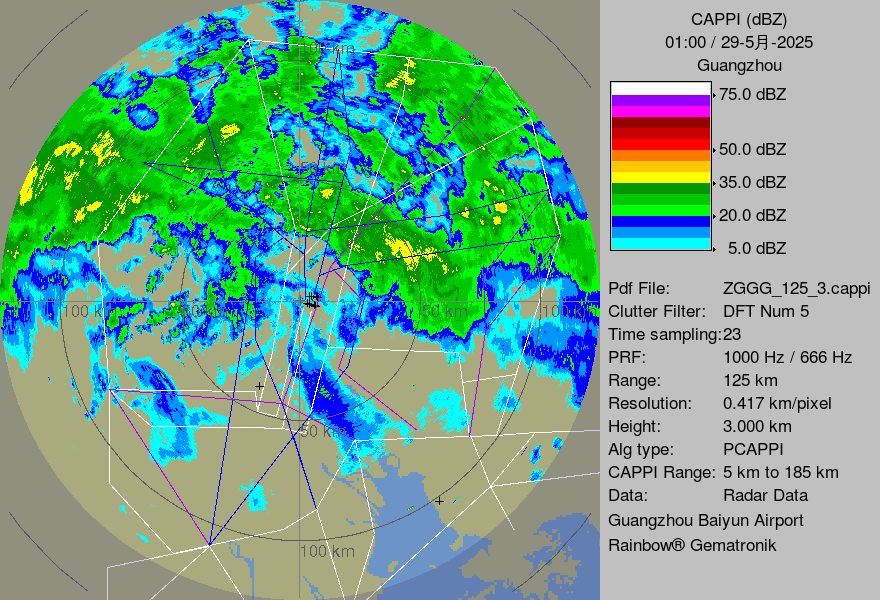 CAPPI (dBZ)
01:00 / 29-5月-2025
Guangzhou
75.0 dBZ
50.0 dBZ
35.0 dBZ
20.0 dBZ
5.0 dBZ
Pdf File: ZGGG_125_3.cappi
Clutter Filter: DFT Num 5
Time sampling:23
PRF: 1000 Hz / 666 Hz
Range: 125 km
Resolution: 0.417 km/pixel
Height: 3.000 km
Alg type: PCAPPI
CAPPI Range: 5 km to 185 km
Data: Radar Data
Guangzhou Baiyun Airport
Rainbow® Gematronik
100 k
50 km
100
50 km
100 km